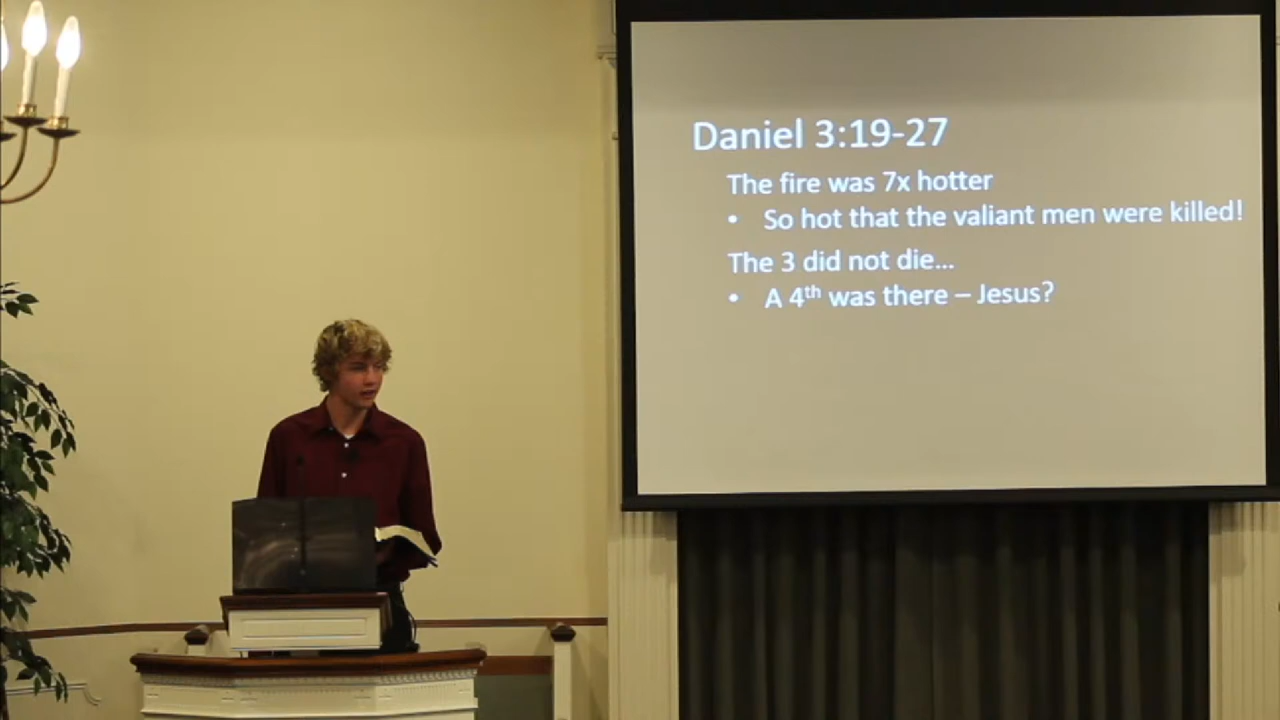 Daniel 3:19-27
The fire was 7x hotter
• So hot that the valiant men were killed!
The 3 did not die...
• A 4th was there – Jesus?